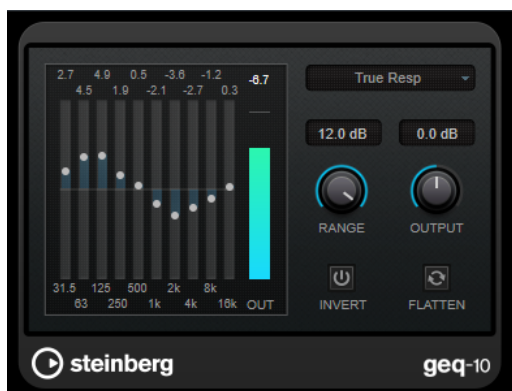 2.7 4.9 0.5 -3.6 -1.2 -6.7
4.5 1.9 -2.1 -2.7 0.3
True Resp
12.0 dB 0.0 dB
RANGE OUTPUT
31.5 125 500 2k 8k
63 250 1k 4k 16k OUT
INVERT FLATTEN
steinberg geq-10